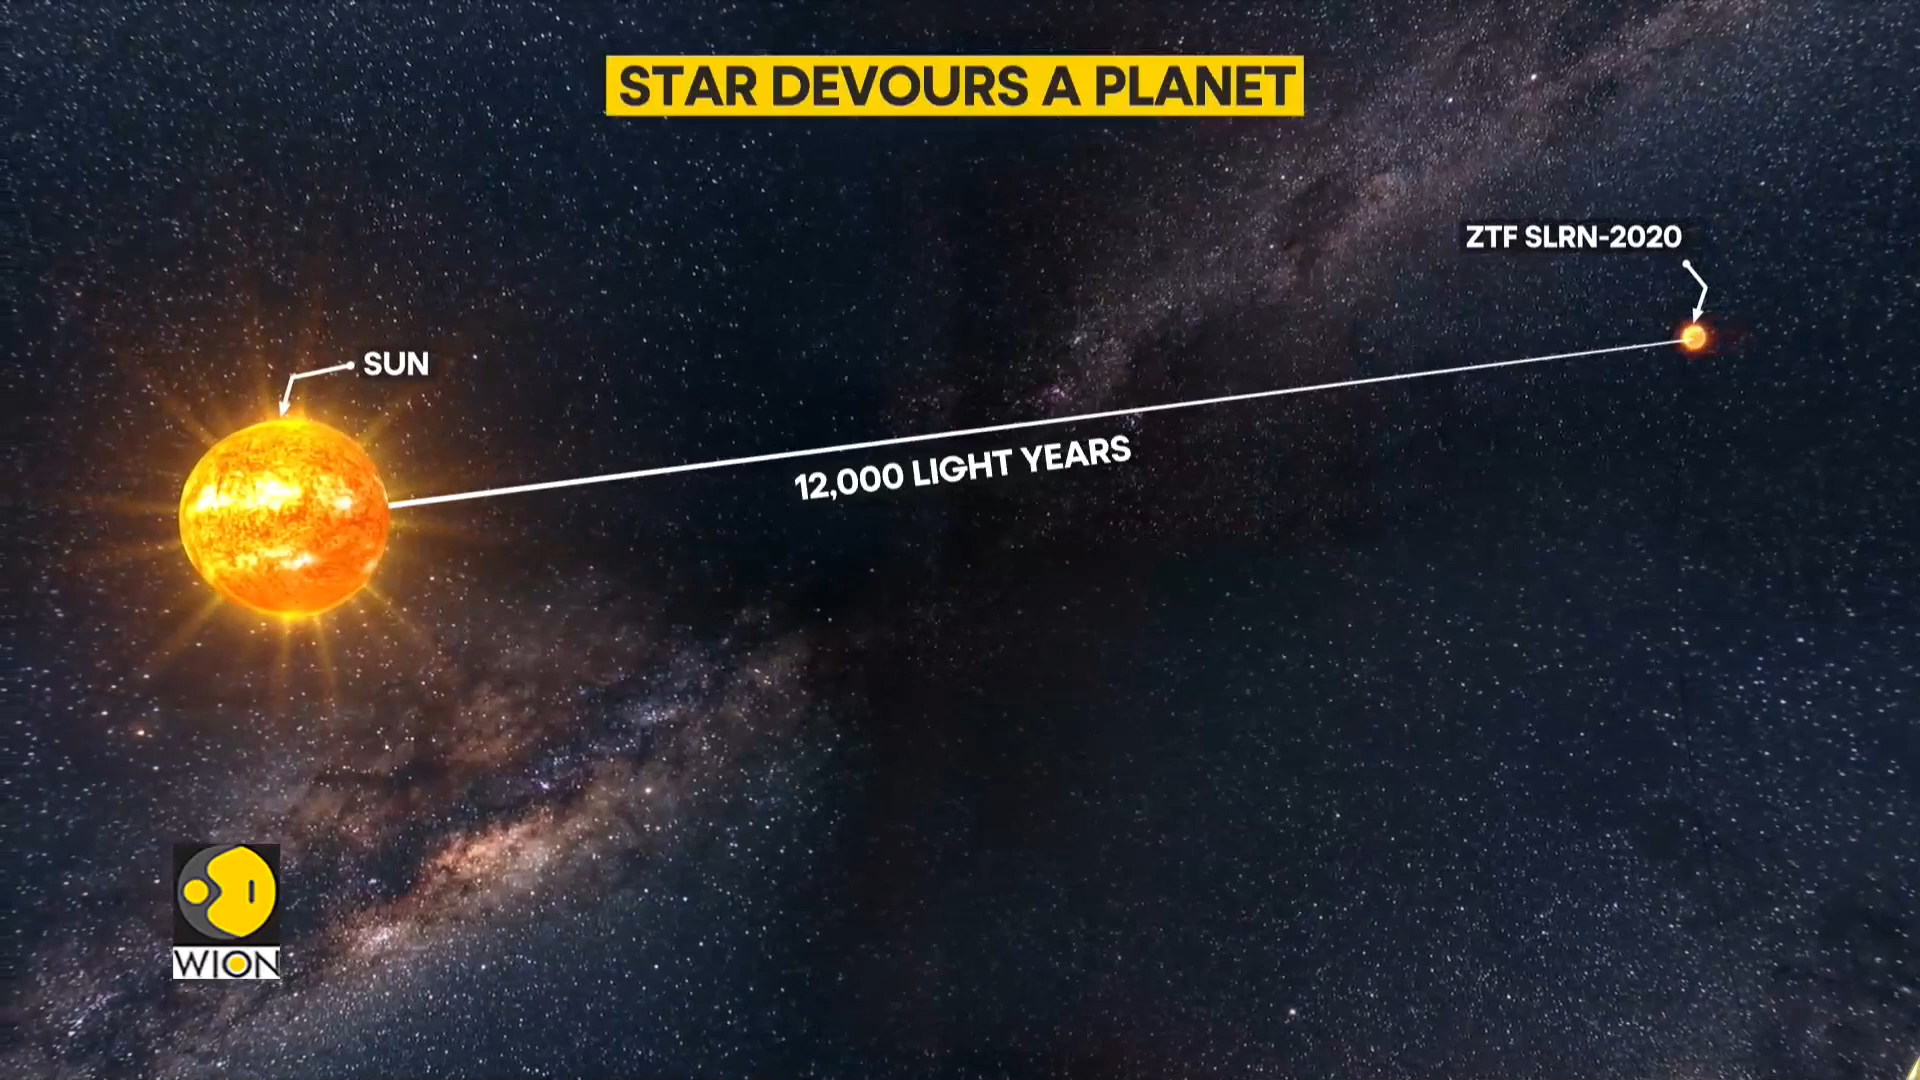 STAR DEVOURS A PLANET
ZTF SLRN-2020
SUN
12,000 LIGHT YEARS
WION